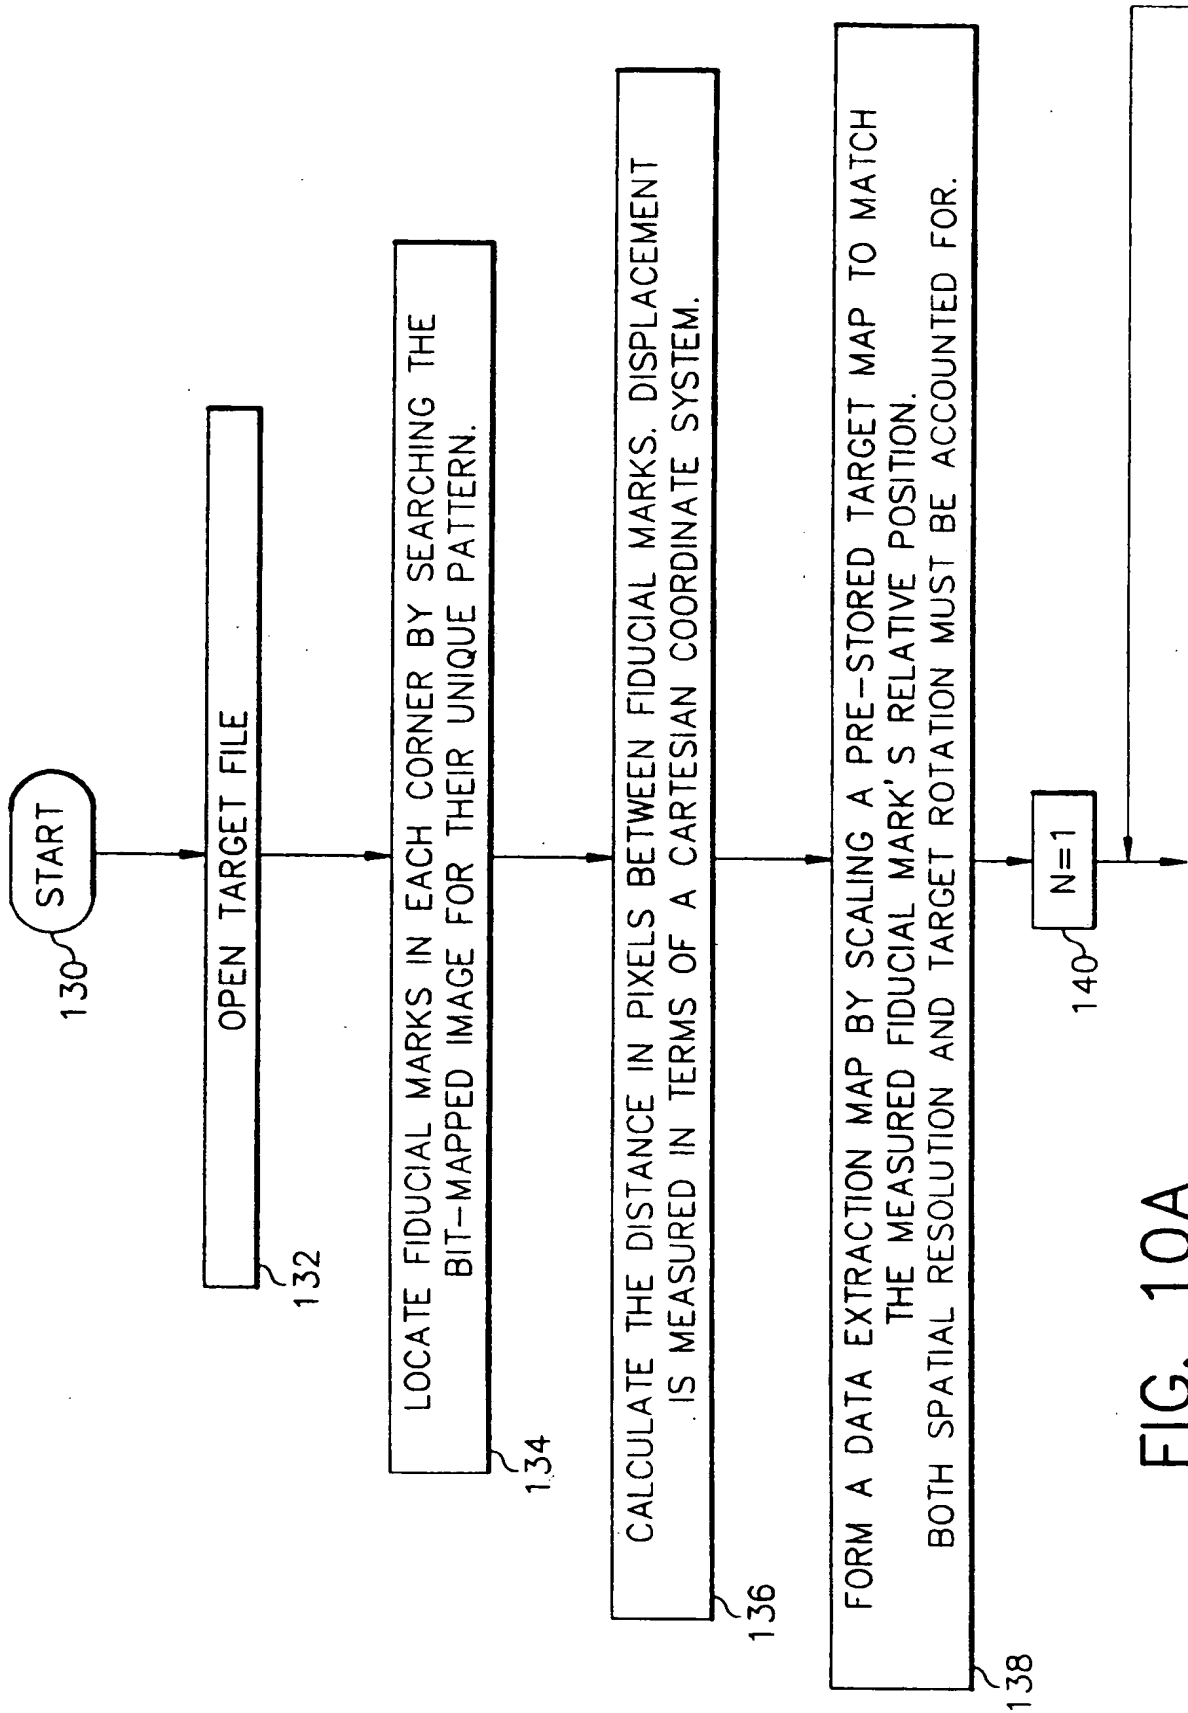 START
130
OPEN TARGET FILE
132
LOCATE FIDUCIAL MARKS IN EACH CORNER BY SEARCHING THE
BIT-MAPPED IMAGE FOR THEIR UNIQUE PATTERN.
134
CALCULATE THE DISTANCE IN PIXELS BETWEEN FIDUCIAL MARKS. DISPLACEMENT
IS MEASURED IN TERMS OF A CARTESIAN COORDINATE SYSTEM.
136
FORM A DATA EXTRACTION MAP BY SCALING A PRE-STORED TARGET MAP TO MATCH
THE MEASURED FIDUCIAL MARK'S RELATIVE POSITION.
BOTH SPATIAL RESOLUTION AND TARGET ROTATION MUST BE ACCOUNTED FOR.
138
N=1
140
FIG. 10A